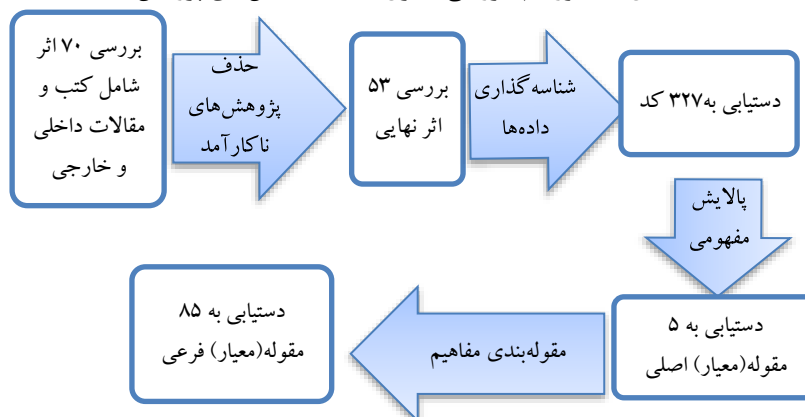 بررسی ۷۰ اثر
شامل کتب و
مقالات داخلی
و خارجی
حذف
پژوهش‌های
ناکارآمد
بررسی ۵۳
اثر نهایی
شناسه‌گذاری
داده‌ها
دستیابی به۳۲۷ کد
پالایش
مفهومی
دستیابی به ۵
مقوله(معیار) اصلی
مقوله‌بندی مفاهیم
دستیابی به ۸۵
مقوله(معیار) فرعی